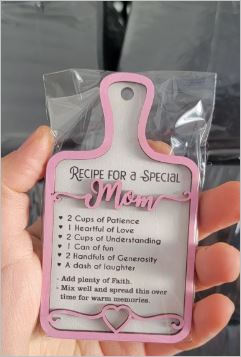 RECIPE FOR A SPECIAL
Mom
♥ 2 Cups of Patience
♥ 1 Heartful of Love
♥ 2 Cups of Understanding
♥ 1 Can of fun
♥ 2 Handfuls of Generosity
♥ A dash of laughter
- Add plenty of Faith.
- Mix well and spread this over
time for warm memories.